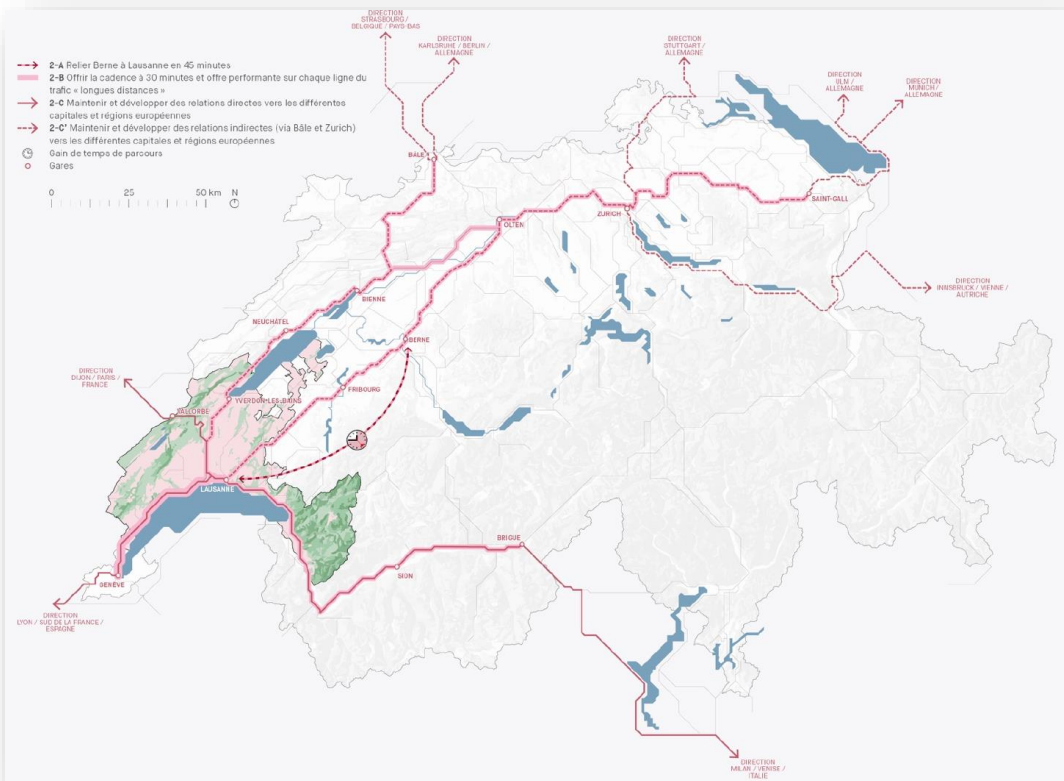 DIRECTION
STRASBOURG /
BELGIQUE / PAYS-BAS
DIRECTION
KARLSRUHE / BERLIN /
ALLEMAGNE
DIRECTION
STUTTGART /
ALLEMAGNE
DIRECTION
ULM /
ALLEMAGNE
DIRECTION
MUNICH /
ALLEMAGNE
2-A Relier Berne à Lausanne en 45 minutes
2-B Offrir la cadence à 30 minutes et offre performante sur chaque ligne du
trafic « longues distances »
2-C Maintenir et développer des relations directes vers les différentes
capitales et régions européennes
2-C' Maintenir et développer des relations indirectes (via Bâle et Zurich)
vers les différentes capitales et régions européennes
Gain de temps de parcours
Gares
0 25 50 km N
BÂLE
SAINT-GALL
ZURICH
OLTEN
DIRECTION
INNSBRUCK / VIENNE /
AUTRICHE
BIENNE
NEUCHÂTEL
BERNE
DIRECTION
DIJON / PARIS /
FRANCE
FRIBOURG
YVERDON-LES-BAINS
VALLORBE
LAUSANNE
BRIGUE
SION
GENÈVE
DIRECTION
LYON / SUD DE LA FRANCE /
ESPAGNE
DIRECTION
MILAN / VENISE /
ITALIE